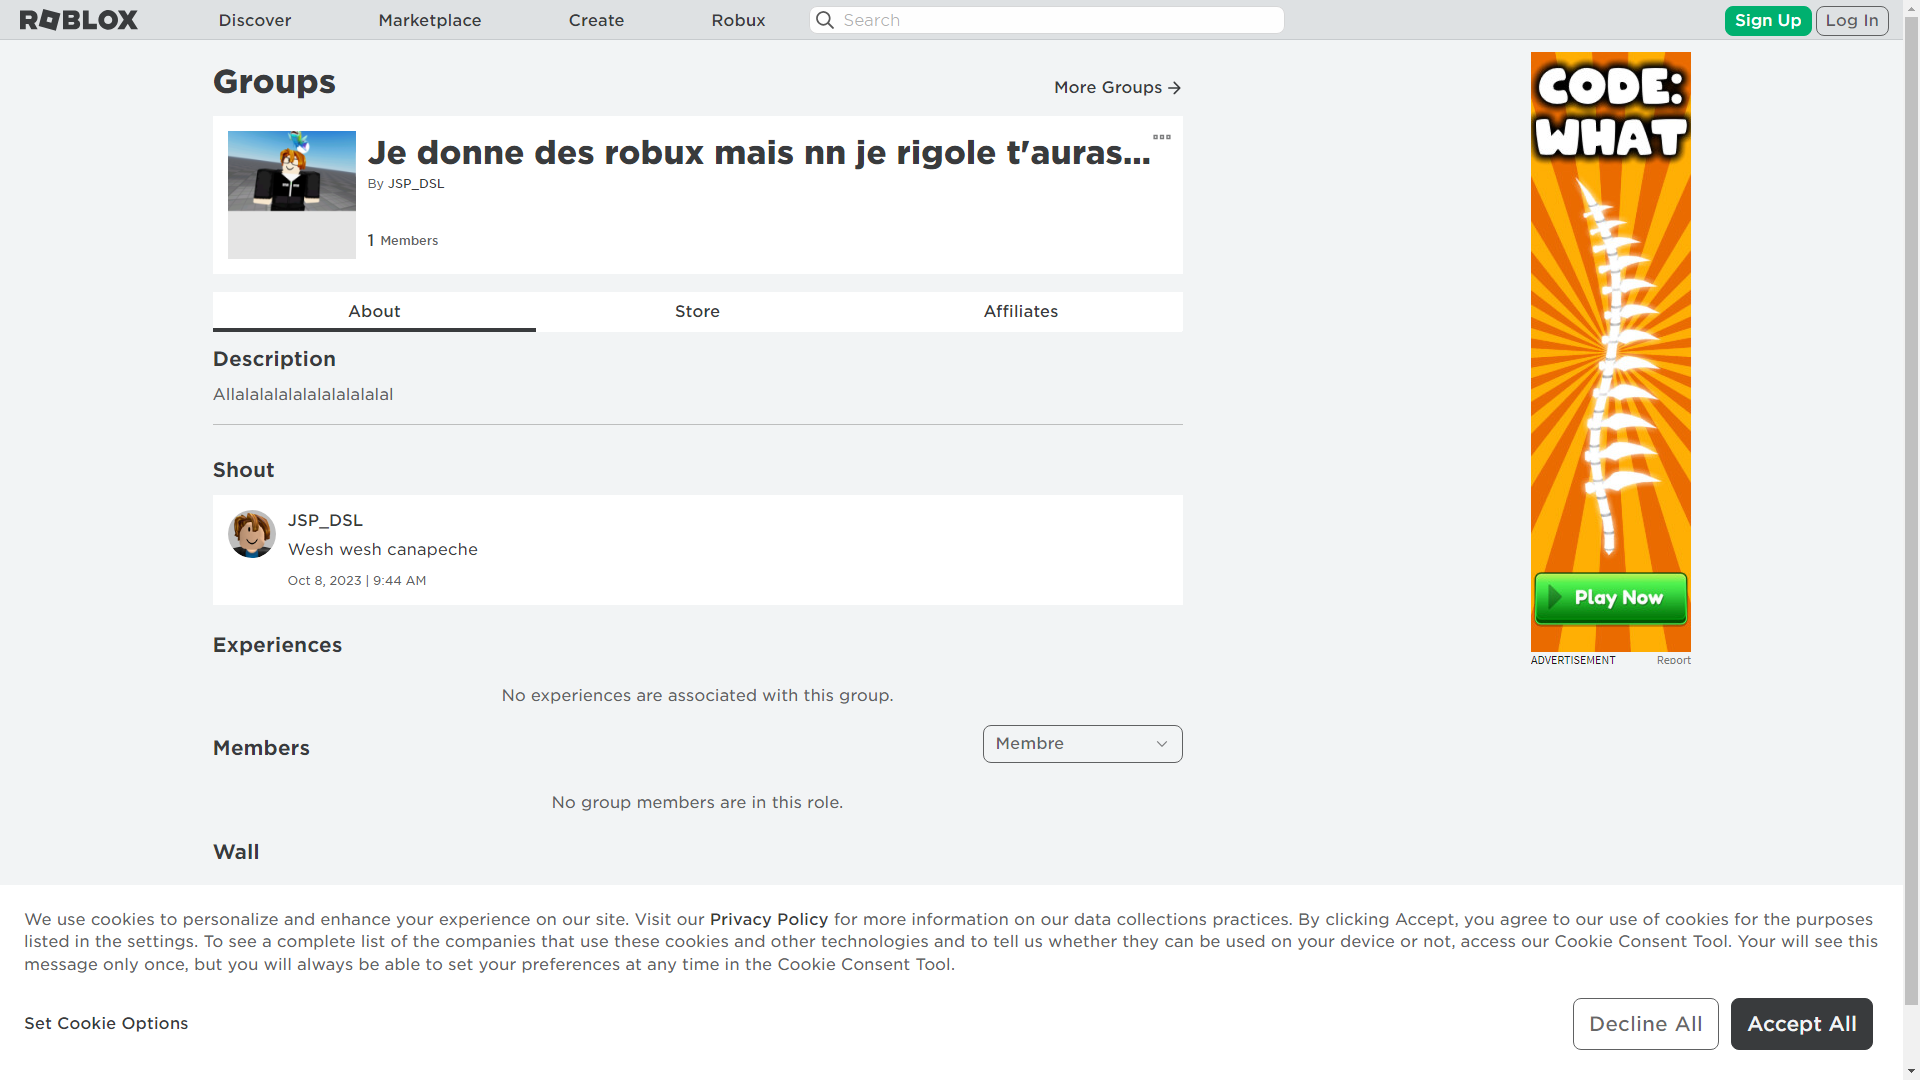 ROBLOX
Discover
Marketplace
Create
Robux
Search
Sign Up
Log In
Groups
More Groups
Je donne des robux mais nn je rigole t'auras...
By JSP_DSL
1 Members
About
Store
Affiliates
Description
Allalalalalalalalalalal
Shout
JSP_DSL
Wesh wesh canapeche
Oct 8, 2023 | 9:44 AM
Experiences
No experiences are associated with this group.
Members
Membre
No group members are in this role.
Wall
CODE:
WHAT
Play Now
ADVERTISEMENT
Report
We use cookies to personalize and enhance your experience on our site. Visit our Privacy Policy for more information on our data collections practices. By clicking Accept, you agree to our use of cookies for the purposes
listed in the settings. To see a complete list of the companies that use these cookies and other technologies and to tell us whether they can be used on your device or not, access our Cookie Consent Tool. Your will see this
message only once, but you will always be able to set your preferences at any time in the Cookie Consent Tool.
Set Cookie Options
Decline All
Accept All